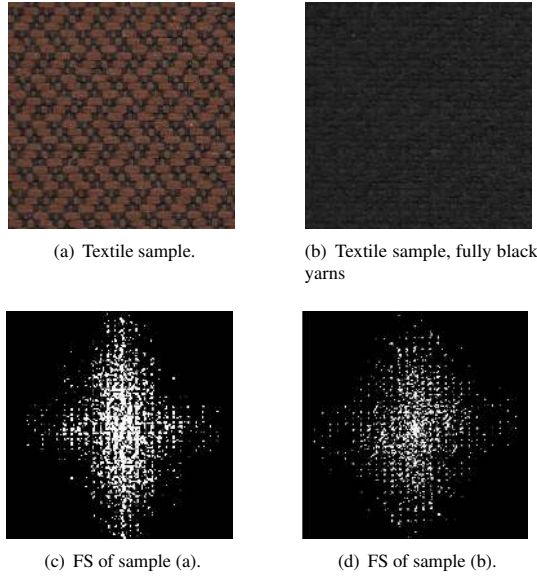 (a) Textile sample.
(b) Textile sample, fully black
yarns
(c) FS of sample (a).
(d) FS of sample (b).